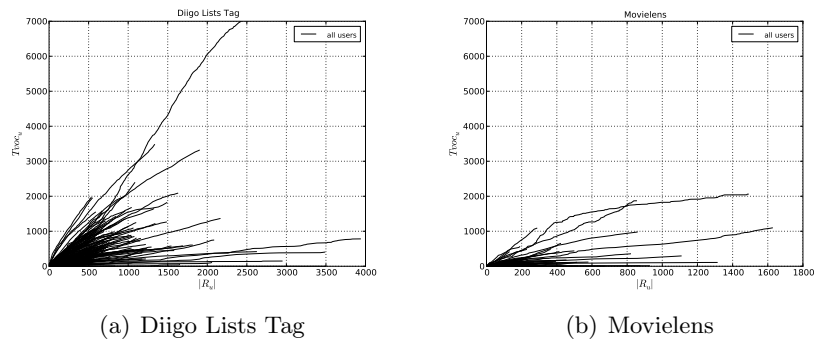 Diigo Lists Tag
7000
6000
5000
4000
3000
2000
1000
0
Tvoc_u
all users
0 500 1000 1500 2000 2500 3000 3500 4000
|R_u|
(a) Diigo Lists Tag
Movielens
7000
6000
5000
4000
3000
2000
1000
0
Tvoc_u
all users
0 200 400 600 800 1000 1200 1400 1600 1800
|R_u|
(b) Movielens